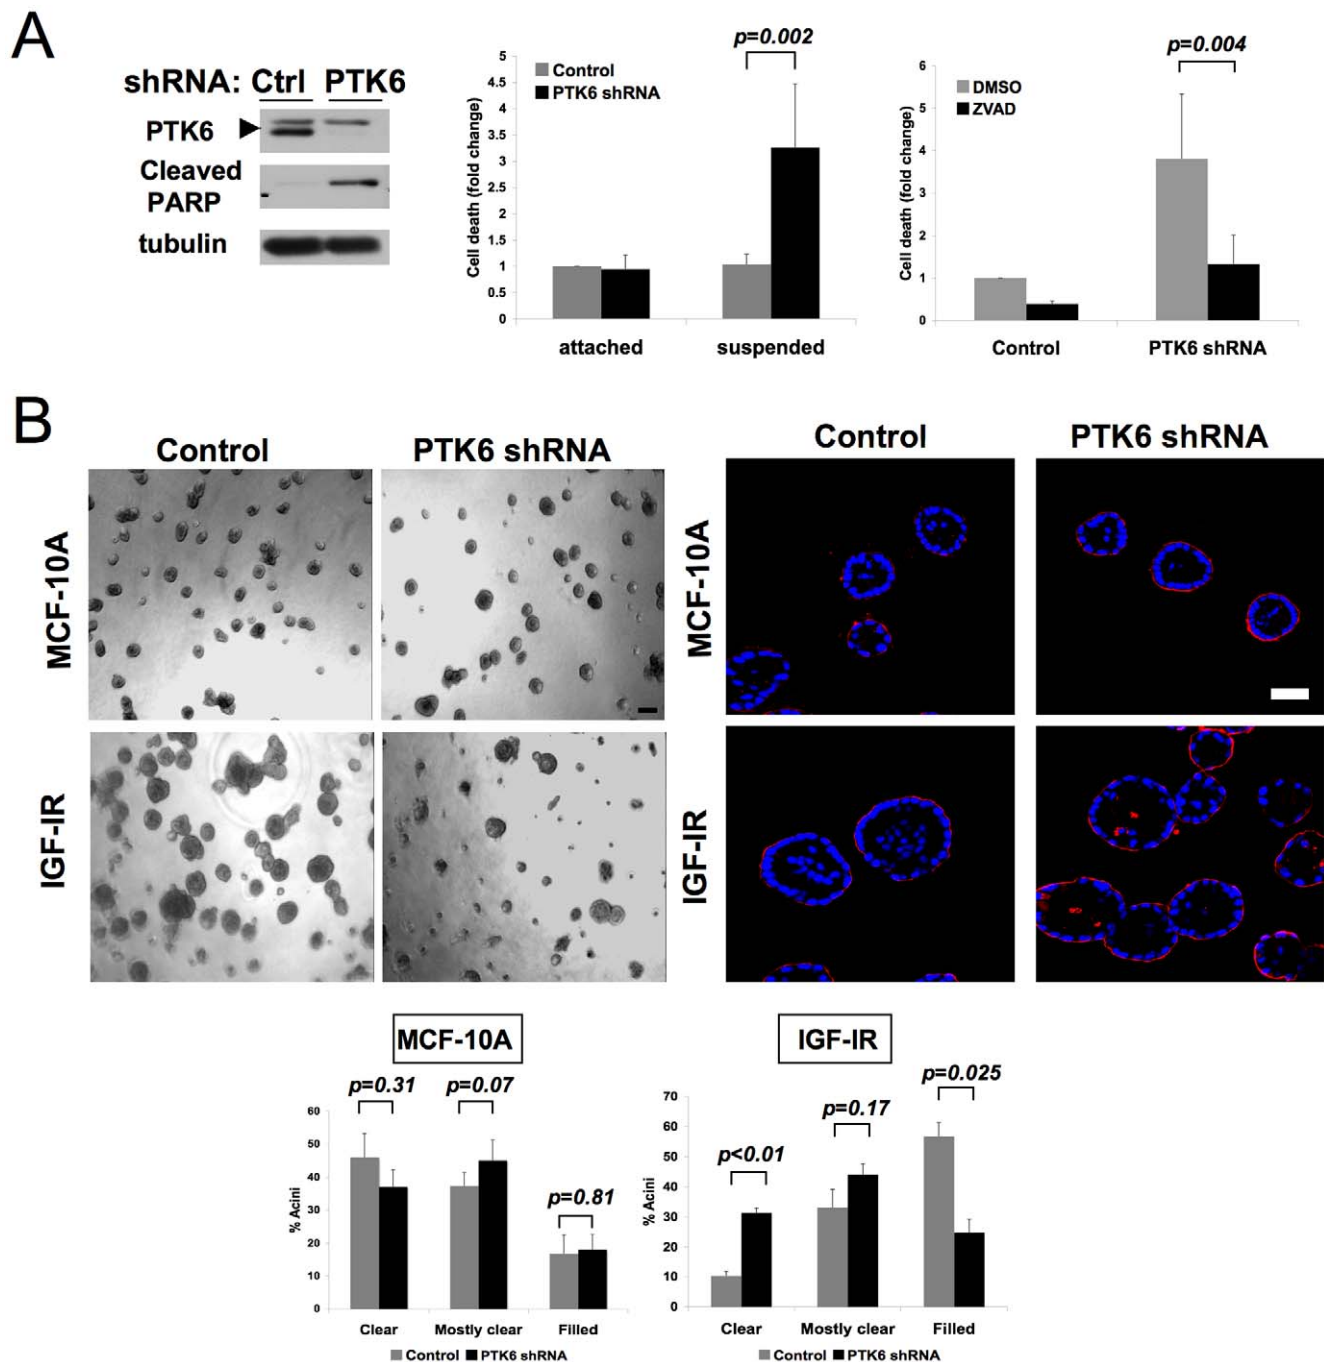 A
shRNA: Ctrl PTK6
PTK6
Cleaved
PARP
tubulin
p=0.002
Control
PTK6 shRNA
Cell death (fold change)
5
4.5
4
3.5
3
2.5
2
1.5
1
0.5
0
attached suspended
p=0.004
DMSO
ZVAD
Cell death (fold change)
6
5
4
3
2
1
0
Control PTK6 shRNA
B
Control PTK6 shRNA
MCF-10A
IGF-IR
Control PTK6 shRNA
MCF-10A
IGF-IR
MCF-10A
p=0.31 p=0.07
p=0.81
% Acini
60
50
40
30
20
10
0
Clear Mostly clear Filled
Control PTK6 shRNA
IGF-IR
p=0.025
p=0.17
p<0.01
% Acini
70
60
50
40
30
20
10
0
Clear Mostly clear Filled
Control PTK6 shRNA